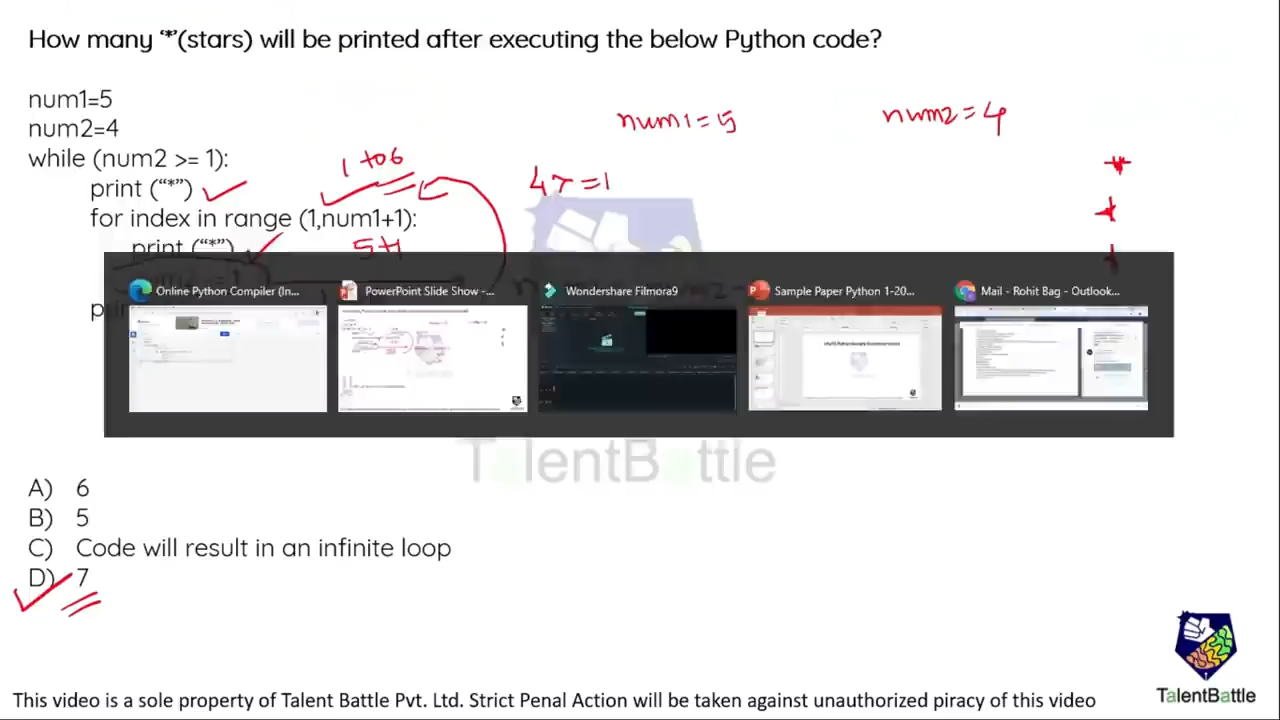 How many ‘*’(stars) will be printed after executing the below Python code?
num1=5
num2=4
num1=5
num2=4
while (num2 >= 1):
1 to 6
print (“*”)
4>=1
for index in range (1,num1+1):
print (“*”)
5+1
Online Python Compiler (In...
PowerPoint Slide Show -...
Wondershare Filmora9
Sample Paper Python 1-20...
Mail - Rohit Bag - Outlook...
TalentBattle
A) 6
B) 5
C) Code will result in an infinite loop
D) 7
TalentBattle
This video is a sole property of Talent Battle Pvt. Ltd. Strict Penal Action will be taken against unauthorized piracy of this video